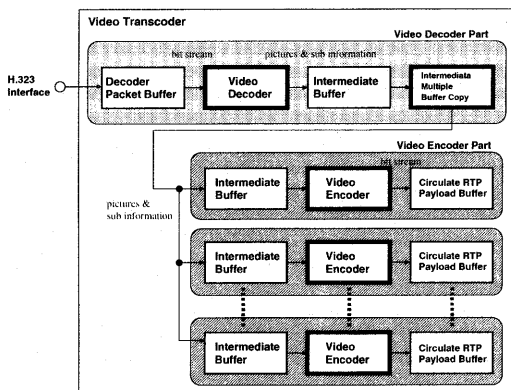 Video Transcoder
Video Decoder Part
bit stream
pictures & sub information
H.323
Interface
Decoder
Packet Buffer
Video
Decoder
Intermediate
Buffer
Intermediata
Multiple
Buffer Copy
Video Encoder Part
bit stream
Intermediate
Buffer
Video
Encoder
Circulate RTP
Payload Buffer
pictures &
sub information
Intermediate
Buffer
Video
Encoder
Circulate RTP
Payload Buffer
Intermediate
Buffer
Video
Encoder
Circulate RTP
Payload Buffer